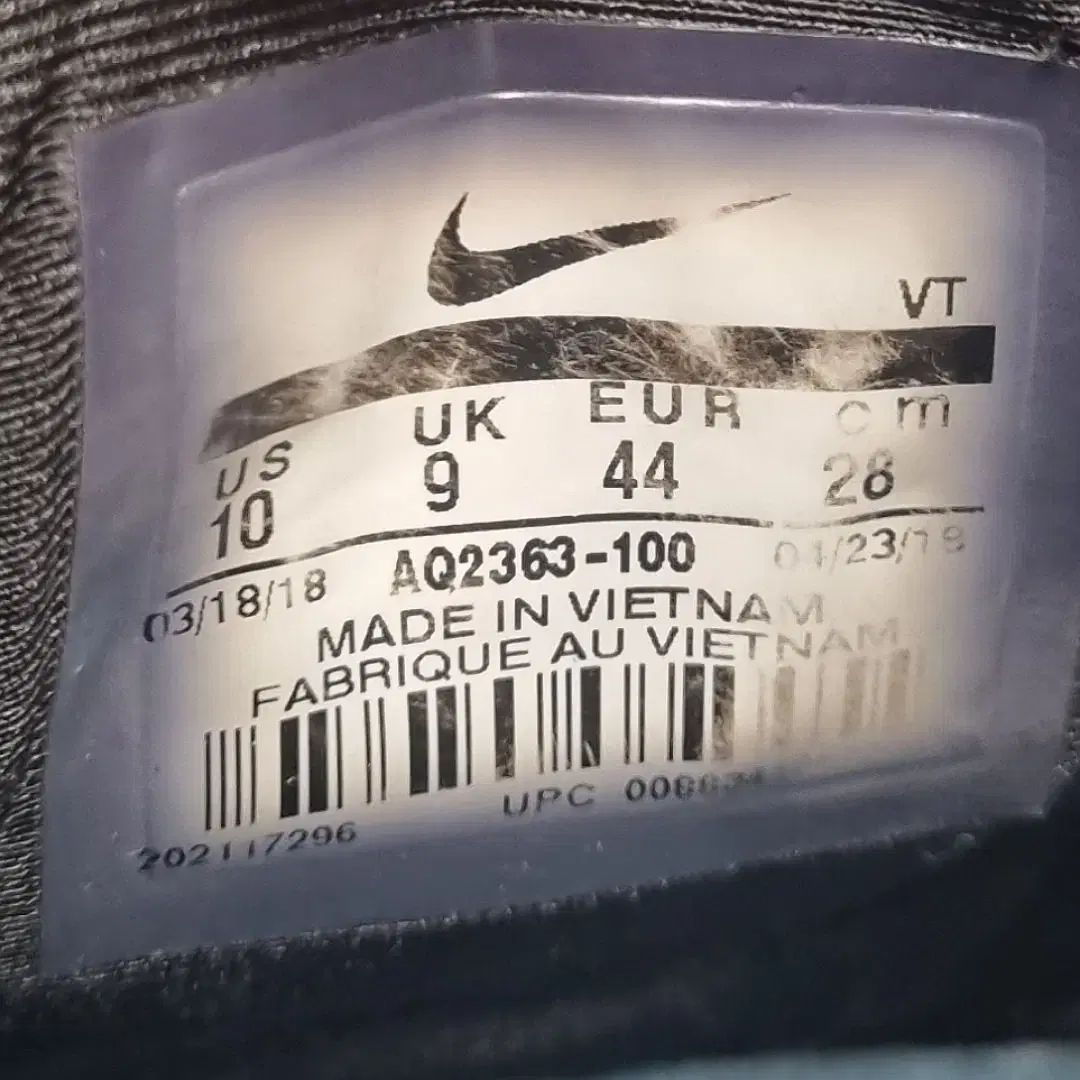 VT
US UK EUR cm
10 9 44 28
03/18/18 AQ2363-100 04/23/18
MADE IN VIETNAM
FABRIQUE AU VIETNAM
202117296 UPC